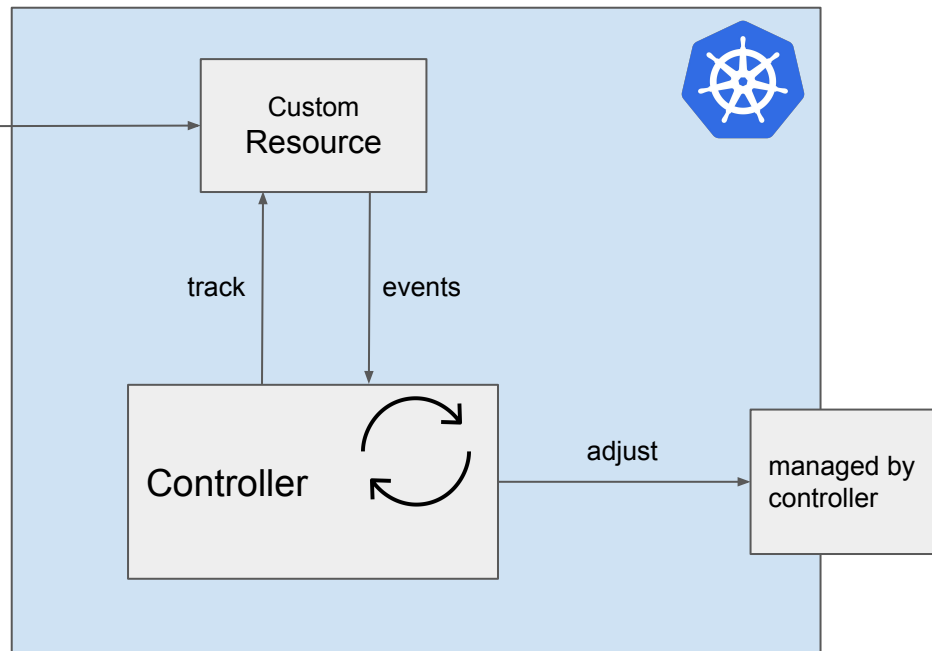 Custom
Resource
track
events
Controller
adjust
managed by
controller